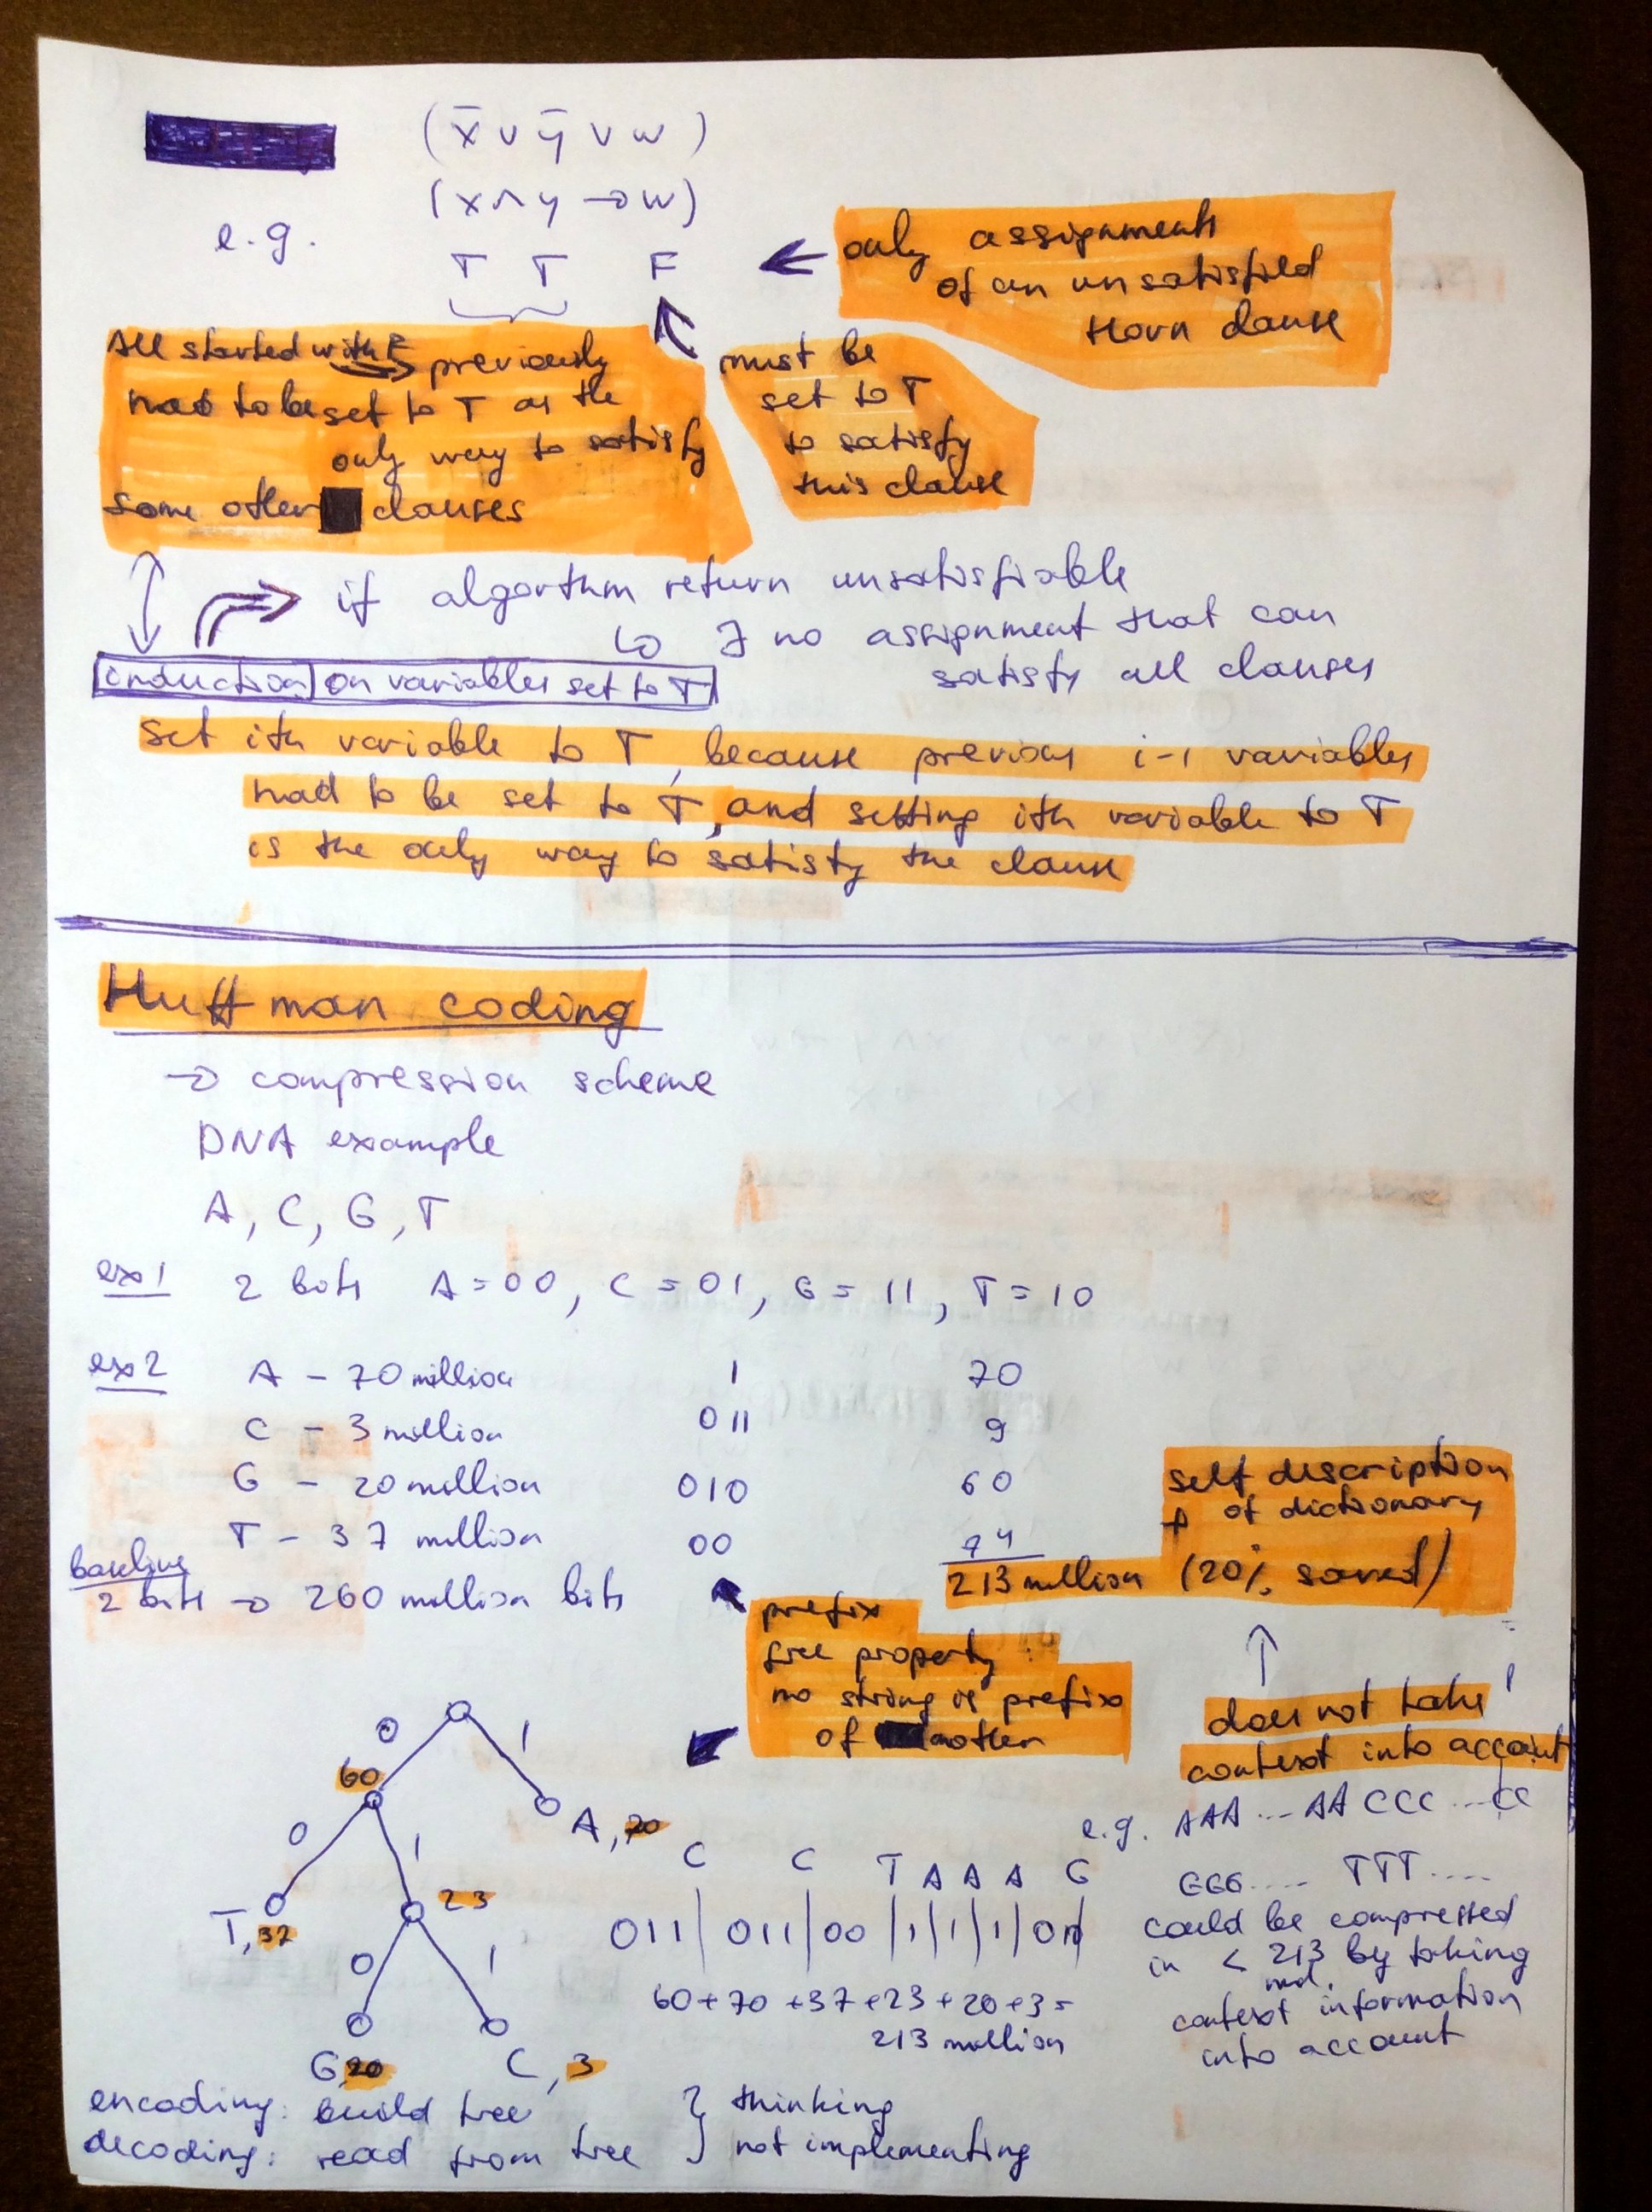 (x̄ ∨ ȳ ∨ w)
(x ∧ y → w)
e.g.
T T F
← only assignment
of an unsatisfied
Horn clause
All started with F → previously
had to be set to T as the
only way to satisfy
some other clauses
must be
set to T
to satisfy
this clause
if algorthm return unsatisfiable
↳ ∃ no assignment that can
satisfy all clauses
induction on variables set to T
set ith variable to T, because previous i-1 variables
had to be set to T, and setting ith variable to T
is the only way to satisfy the clause
Huffman coding
→ compression scheme
DNA example
A, C, G, T
ex 1 2 bits A=00, C=01, G=11, T=10
ex 2 A - 70 million 1 70
C - 3 million 011 9
G - 20 million 010 60
T - 37 million 00 74
baseline
2 bits → 260 million bits
213 million (20% saved)
self description
+ of dictionary
prefix
free property:
no string is prefix
of another
does not take
context into account
e.g. AAA ... AA CCC ... CC
GGG .... TTT ....
could be compressed
in < 213 by taking
context information
into account
0 1
60
0 1
A, 70
T, 37
23
0 1
G, 20 C, 3
C C T A A A G
011 | 011 | 00 | 1 | 1 | 1 | 010
60 + 70 + 37 + 23 + 20 + 3 =
213 million
encoding: build tree
decoding: read from tree
} thinking
not implementing